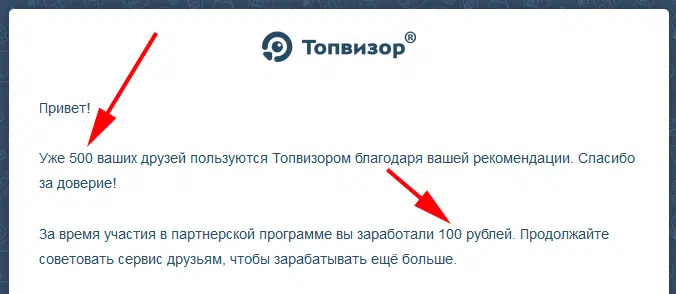 Топвизор®
Привет!
Уже 500 ваших друзей пользуются Топвизором благодаря вашей рекомендации. Спасибо
за доверие!
За время участия в партнерской программе вы заработали 100 рублей. Продолжайте
советовать сервис друзьям, чтобы зарабатывать ещё больше.